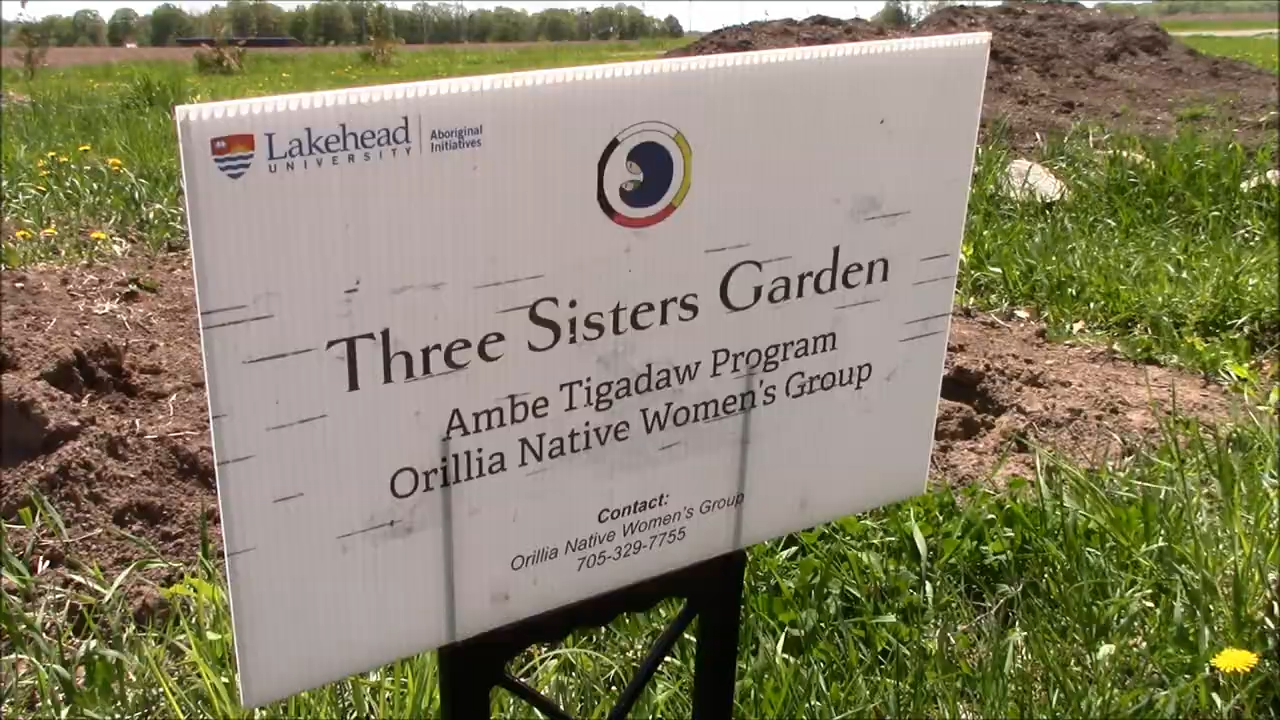 Lakehead
UNIVERSITY
Aboriginal
Initiatives
Three Sisters Garden
Ambe Tigadaw Program
Orillia Native Women's Group
Contact:
Orillia Native Women's Group
705-329-7755